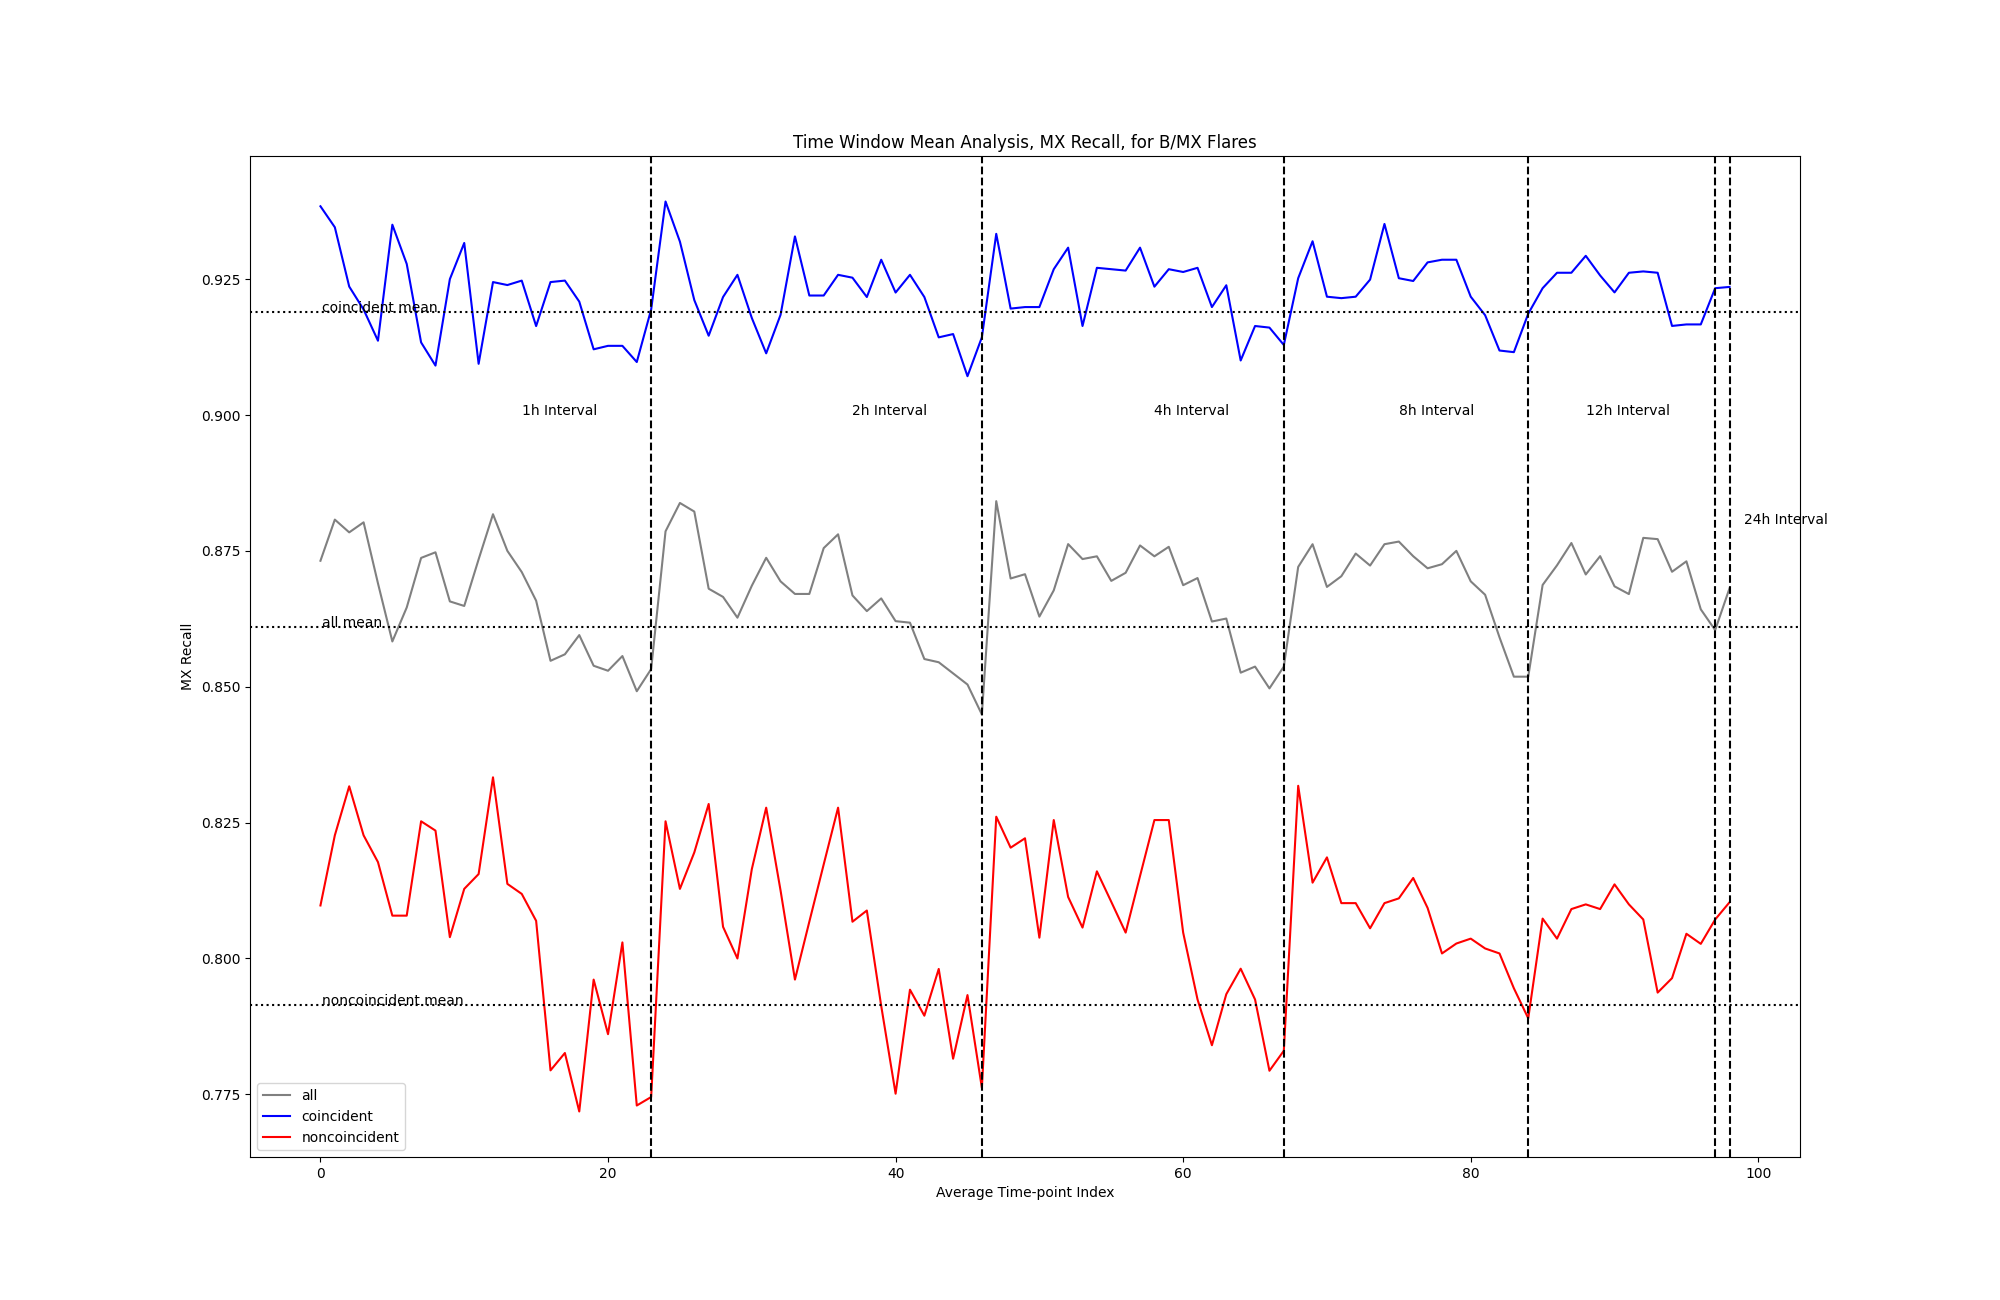 Time Window Mean Analysis, MX Recall, for B/MX Flares
MX Recall
0.925
0.900
0.875
0.850
0.825
0.800
0.775
coincident mean
1h Interval
2h Interval
4h Interval
8h Interval
12h Interval
24h Interval
all mean
noncoincident mean
all
coincident
noncoincident
0
20
40
60
80
100
Average Time-point Index